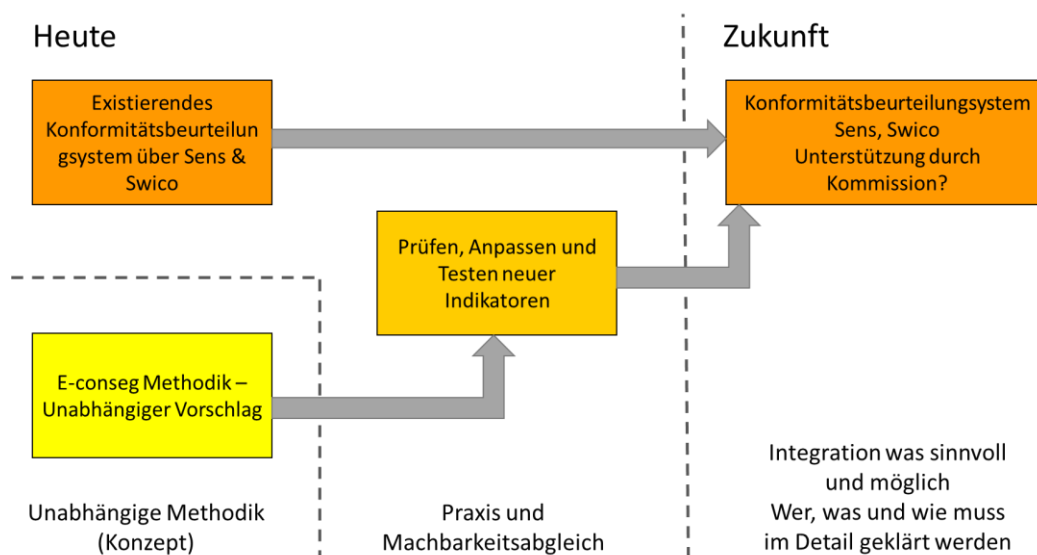 Heute
Zukunft
Existierendes
Konformitätsbeurteilun
gsystem über Sens &
Swico
Konformitätsbeurteilungsystem
Sens, Swico
Unterstützung durch
Kommission?
Prüfen, Anpassen und
Testen neuer
Indikatoren
E-conseg Methodik –
Unabhängiger Vorschlag
Unabhängige Methodik
(Konzept)
Praxis und
Machbarkeitsabgleich
Integration was sinnvoll
und möglich
Wer, was und wie muss
im Detail geklärt werden